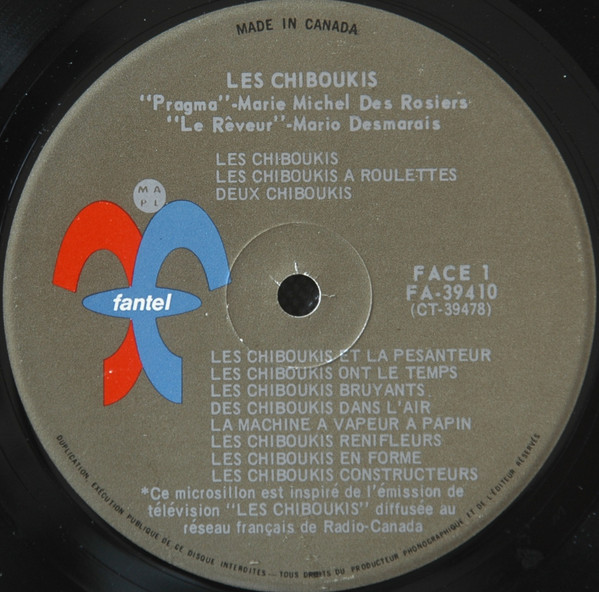 MADE IN CANADA
LES CHIBOUKIS
"Pragma"-Marie Michel Des Rosiers
"Le Rêveur"-Mario Desmarais
LES CHIBOUKIS
LES CHIBOUKIS A ROULETTES
DEUX CHIBOUKIS
M A
P L
fantel
FACE 1
FA-39410
(CT-39478)
LES CHIBOUKIS ET LA PESANTEUR
LES CHIBOUKIS ONT LE TEMPS
LES CHIBOUKIS BRUYANTS
DES CHIBOUKIS DANS L'AIR
LA MACHINE A VAPEUR A PAPIN
LES CHIBOUKIS RENIFLEURS
LES CHIBOUKIS EN FORME
LES CHIBOUKIS CONSTRUCTEURS
*Ce microsillon est inspiré de l'émission de
télévision "LES CHIBOUKIS" diffusée au
réseau français de Radio-Canada
DUPLICATION, EXÉCUTION PUBLIQUE DE CE DISQUE INTERDITES-TOUS DROITS DU PRODUCTEUR PHONOGRAPHIQUE ET DE L'ÉDITEUR RÉSERVÉS